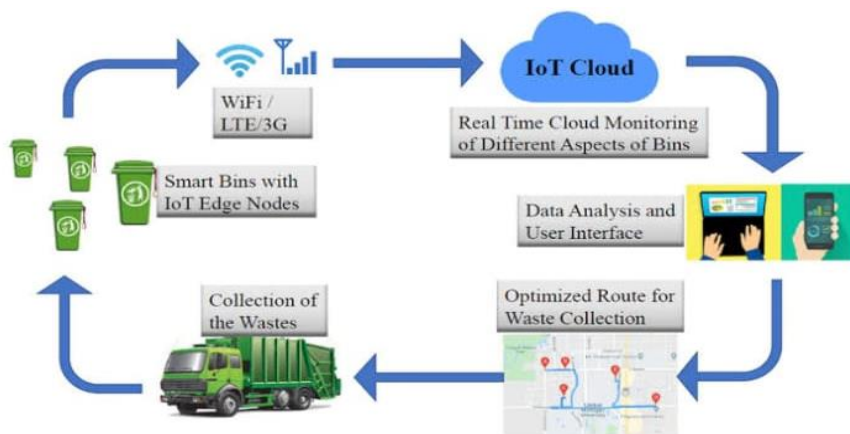 WiFi /
LTE/3G
IoT Cloud
Real Time Cloud Monitoring
of Different Aspects of Bins
Smart Bins with
IoT Edge Nodes
Data Analysis and
User Interface
Collection of
the Wastes
Optimized Route for
Waste Collection